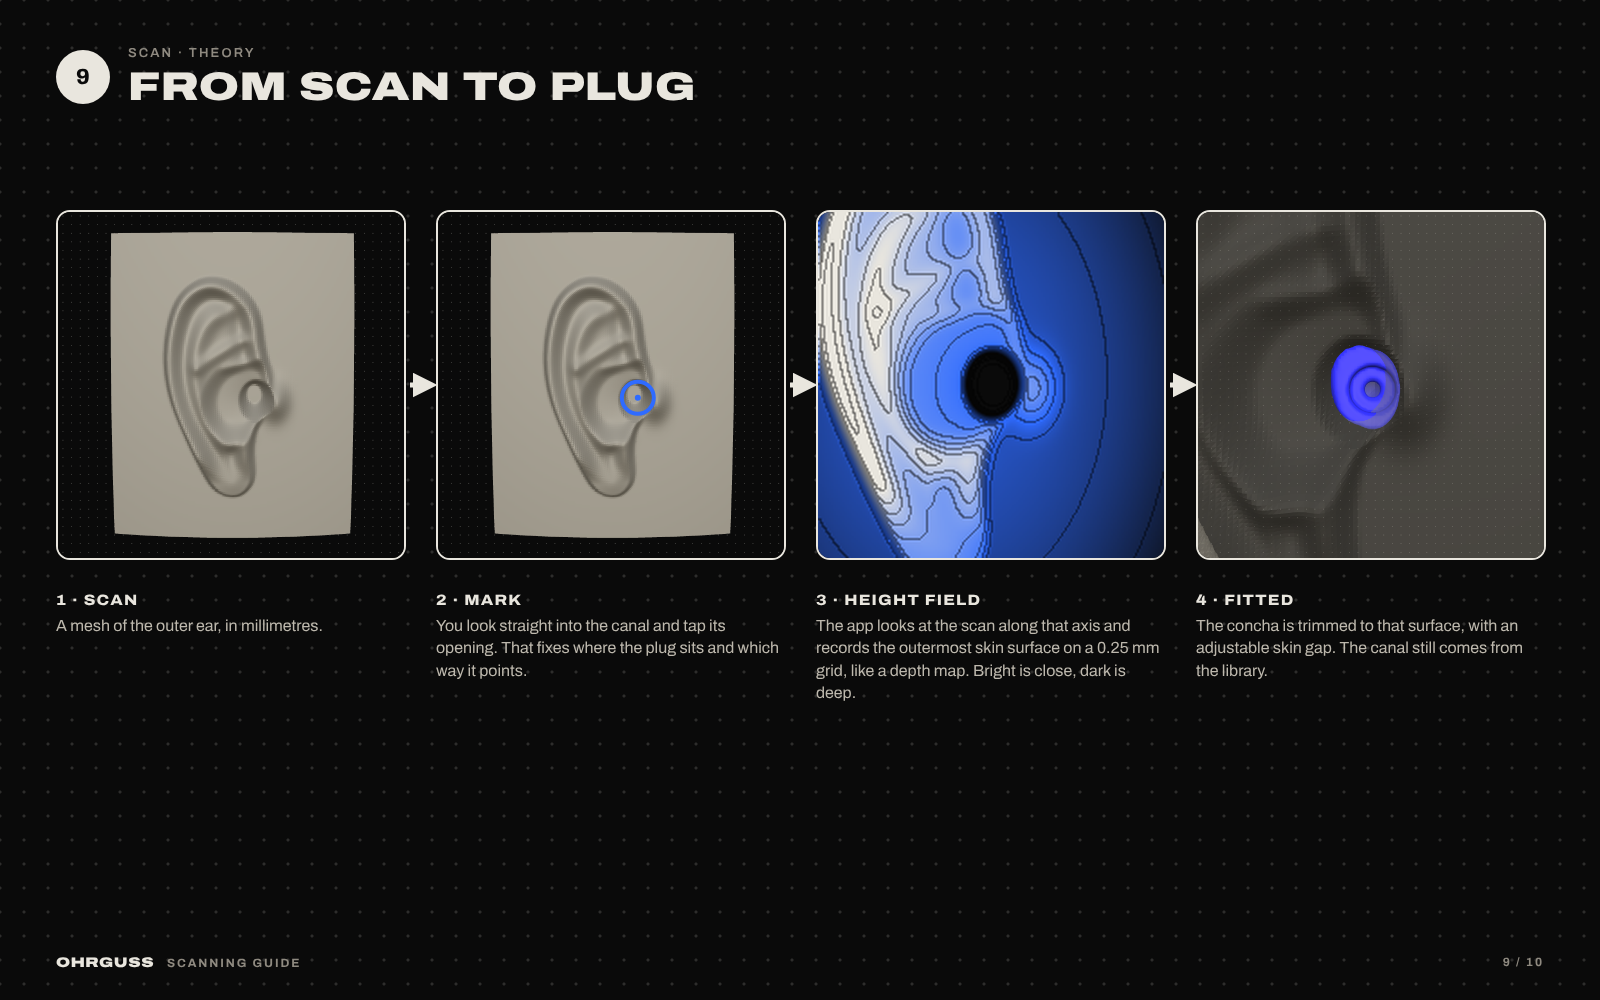 9
SCAN · THEORY
FROM SCAN TO PLUG
1 · SCAN
A mesh of the outer ear, in millimetres.
2 · MARK
You look straight into the canal and tap its
opening. That fixes where the plug sits and which
way it points.
3 · HEIGHT FIELD
The app looks at the scan along that axis and
records the outermost skin surface on a 0.25 mm
grid, like a depth map. Bright is close, dark is
deep.
4 · FITTED
The concha is trimmed to that surface, with an
adjustable skin gap. The canal still comes from
the library.
OHRGUSS SCANNING GUIDE
9 / 10